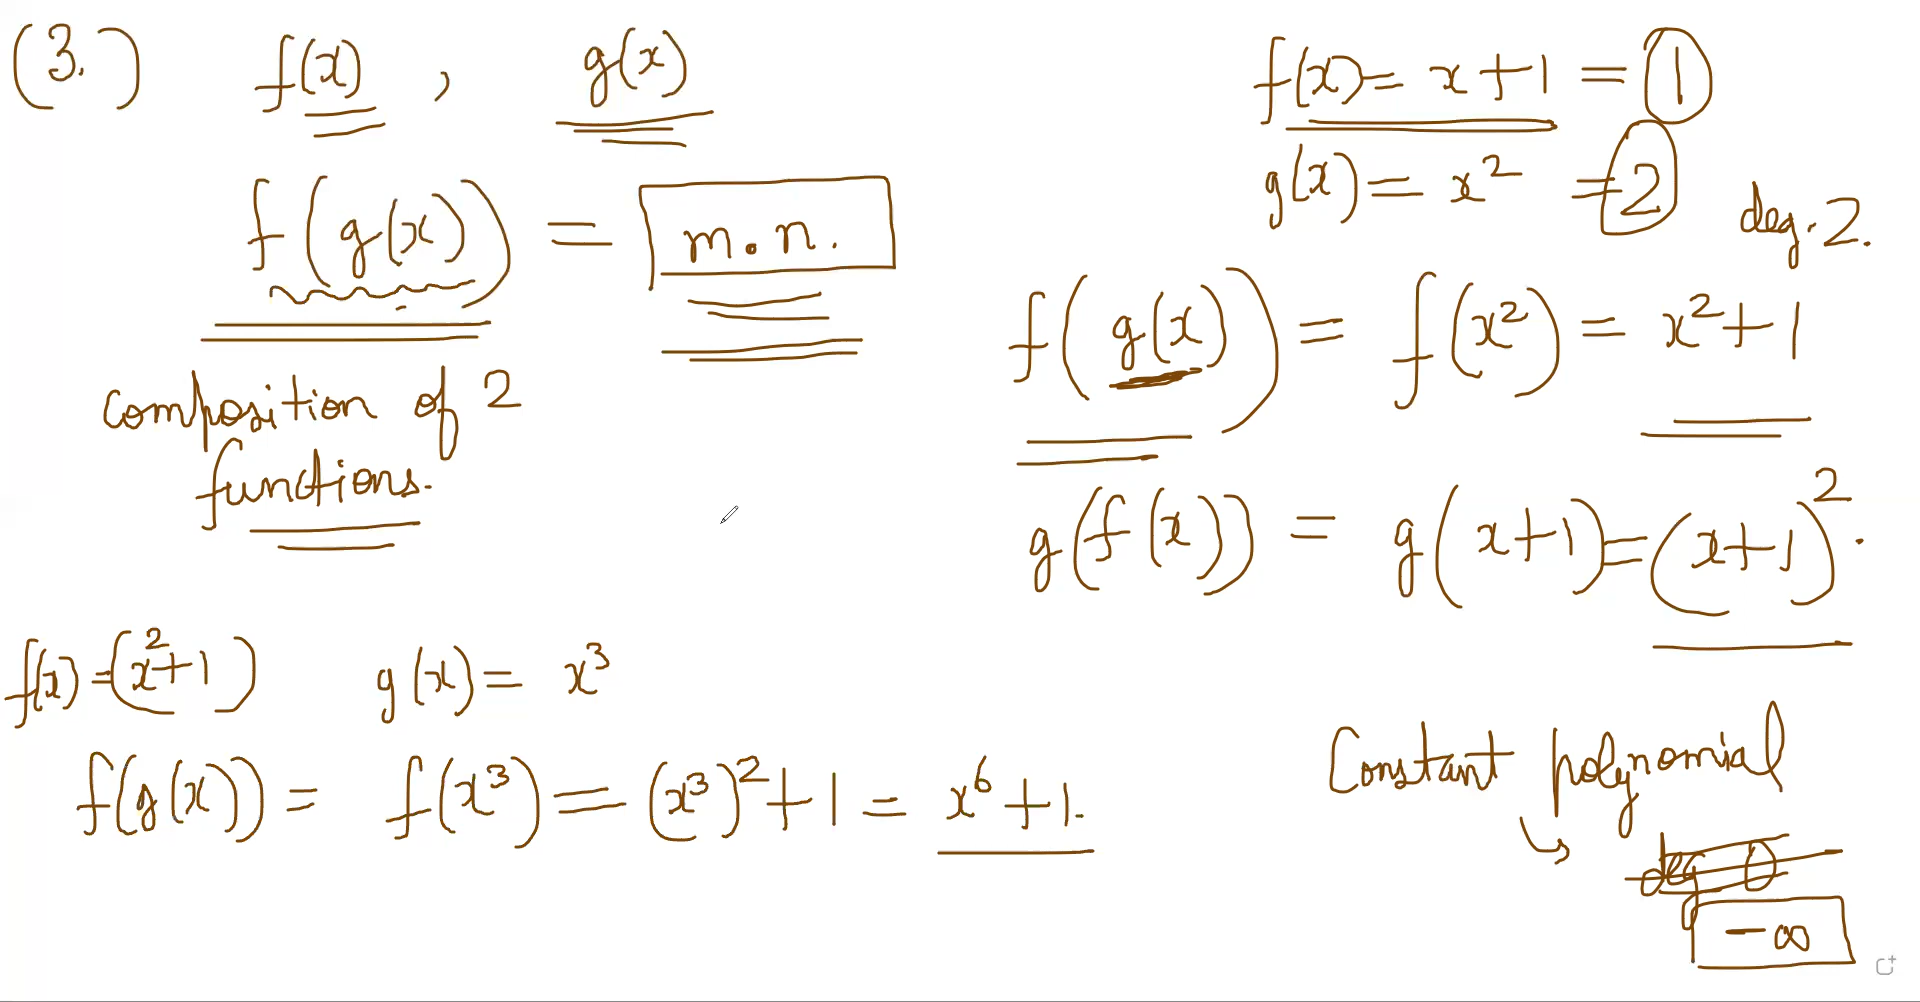 (3.) f(x) , g(x)
f(g(x)) = m.n.
composition of 2
functions.
f(x) = x+1 = 1
g(x) = x² = 2
deg. 2.
f(g(x)) = f(x²) = x²+1
g(f(x)) = g(x+1) = (x+1)².
f(x) = (x²+1) g(x) = x³
f(g(x)) = f(x³) = (x³)²+1 = x⁶+1.
Constant polynomial
↳ deg 0
-∞